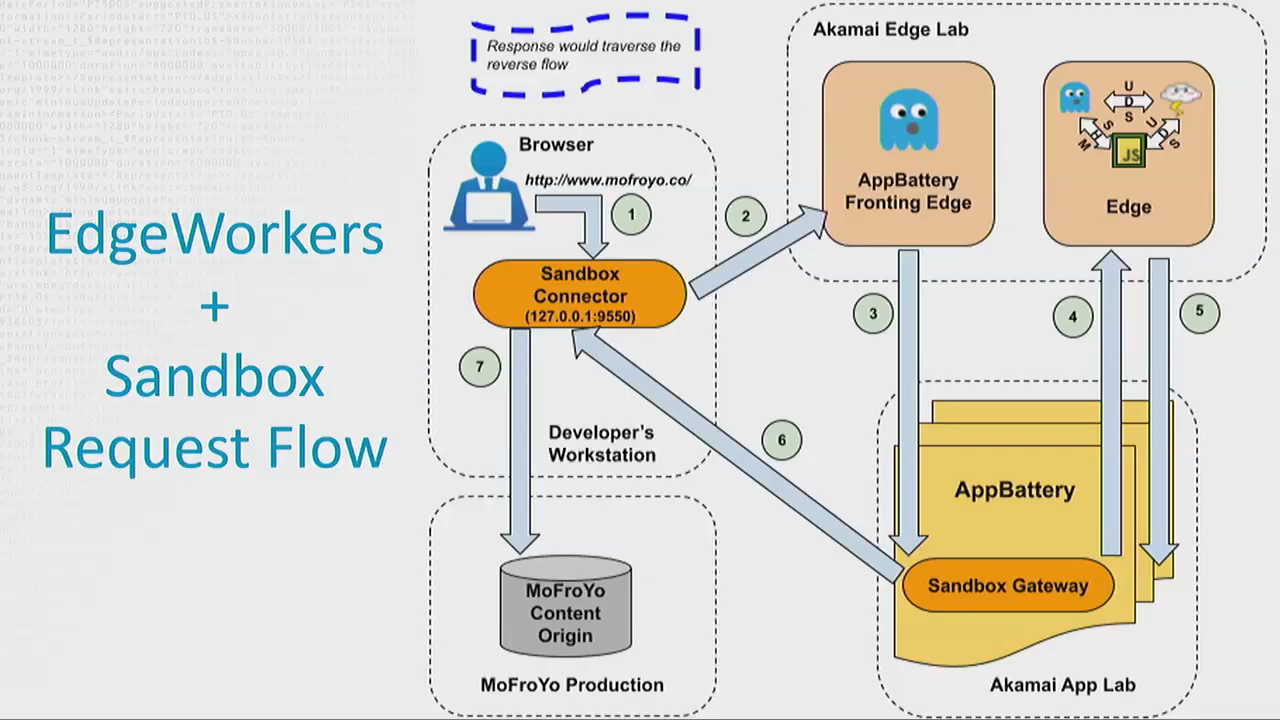 EdgeWorkers
+
Sandbox
Request Flow
Response would traverse the
reverse flow
Browser
http://www.mofroyo.co/
1
Sandbox
Connector
(127.0.0.1:9550)
2
7
6
Developer's
Workstation
MoFroYo
Content
Origin
MoFroYo Production
Akamai Edge Lab
AppBattery
Fronting Edge
U
D
S
S
H
M
U
D
S
JS
Edge
3
4
5
AppBattery
Sandbox Gateway
Akamai App Lab